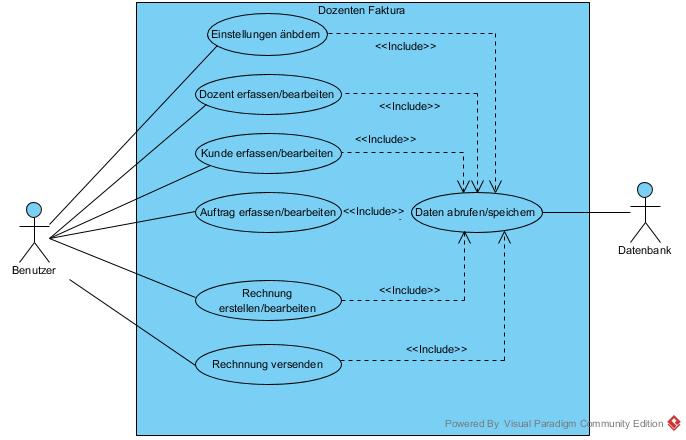 Dozenten Faktura
Einstellungen änbdern
<<Include>>
Dozent erfassen/bearbeiten
<<Include>>
<<Include>>
Kunde erfassen/bearbeiten
Auftrag erfassen/bearbeiten
<<Include>>
Daten abrufen/speichern
Benutzer
Datenbank
Rechnung
erstellen/bearbeiten
<<Include>>
<<Include>>
Rechnnung versenden
Powered By Visual Paradigm Community Edition